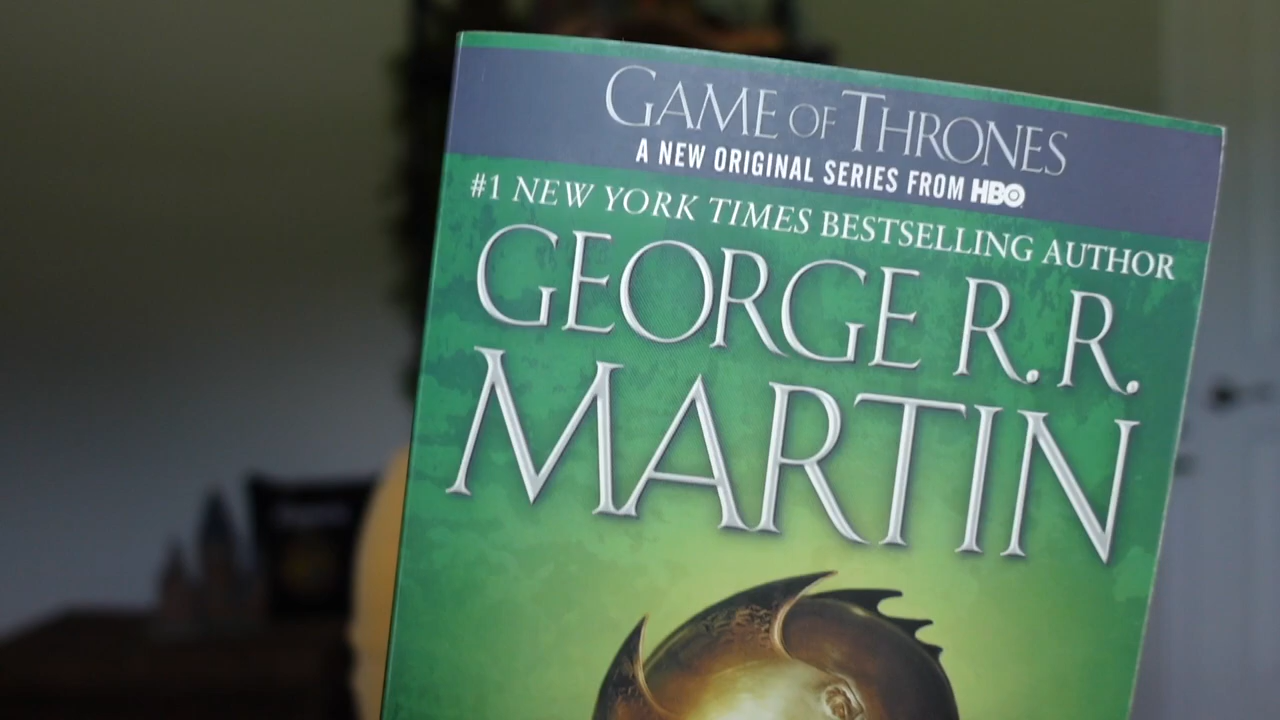 GAME OF THRONES
A NEW ORIGINAL SERIES FROM HBO
#1 NEW YORK TIMES BESTSELLING AUTHOR
GEORGE R.R.
MARTIN